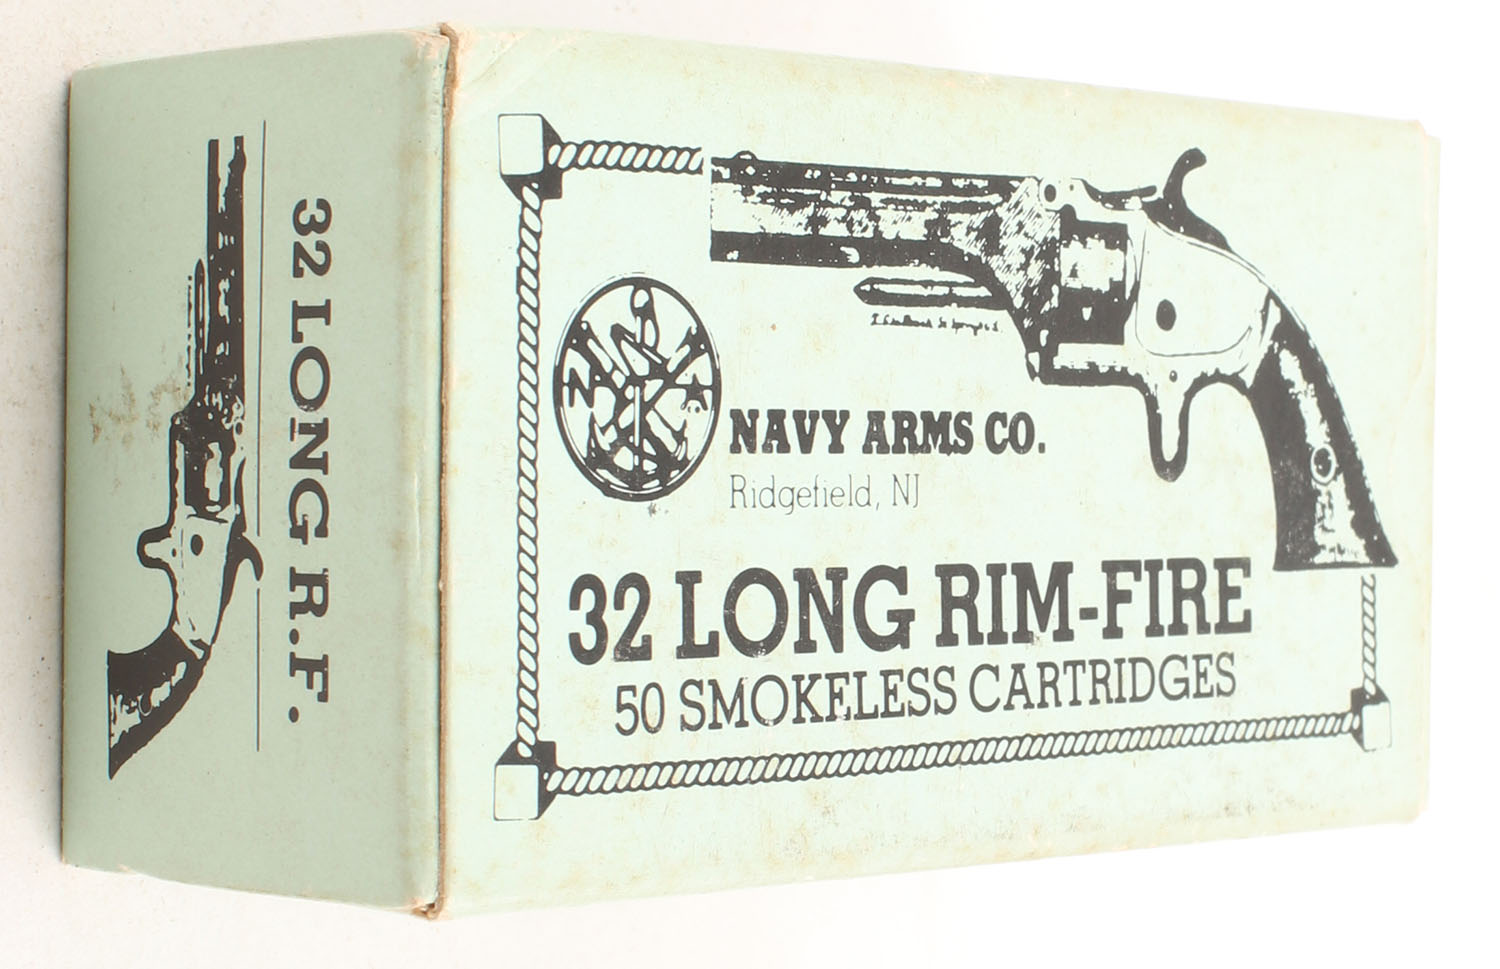 32 LONG R.F.
NAVY ARMS CO.
Ridgefield, NJ
32 LONG RIM-FIRE
50 SMOKELESS CARTRIDGES